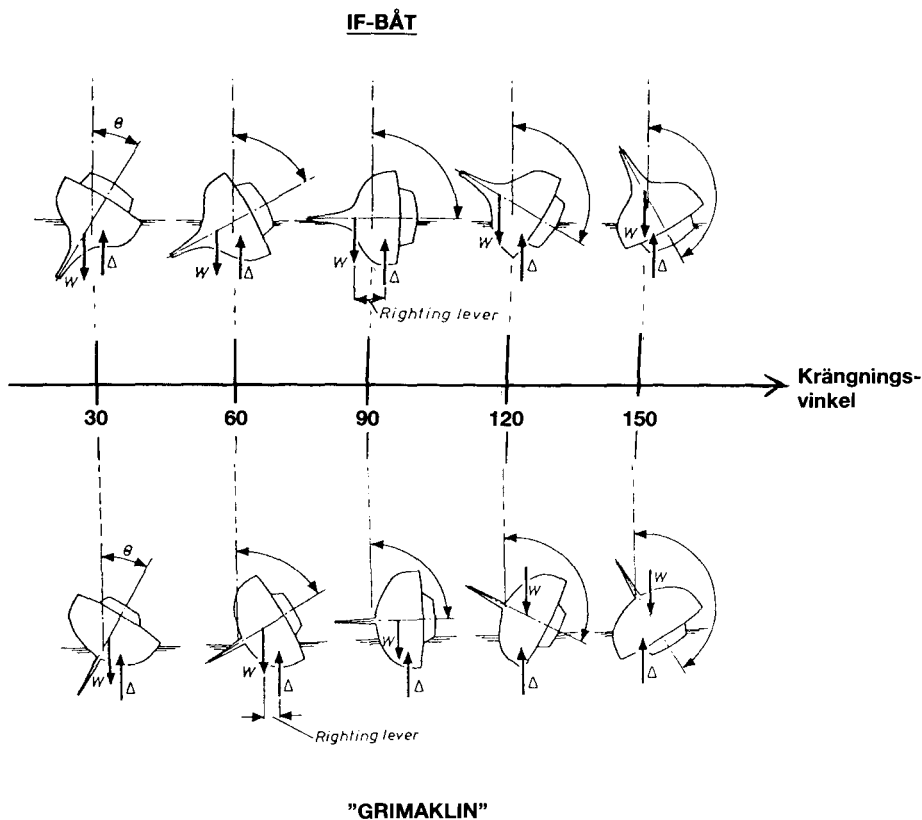 IF-BÅT
θ
W
Δ
W
Δ
W
Δ
W
Δ
W
Δ
Righting lever
30
60
90
120
150
Krängnings-
vinkel
θ
W
Δ
W
Δ
W
Δ
W
Δ
W
Δ
Righting lever
"GRIMAKLIN"